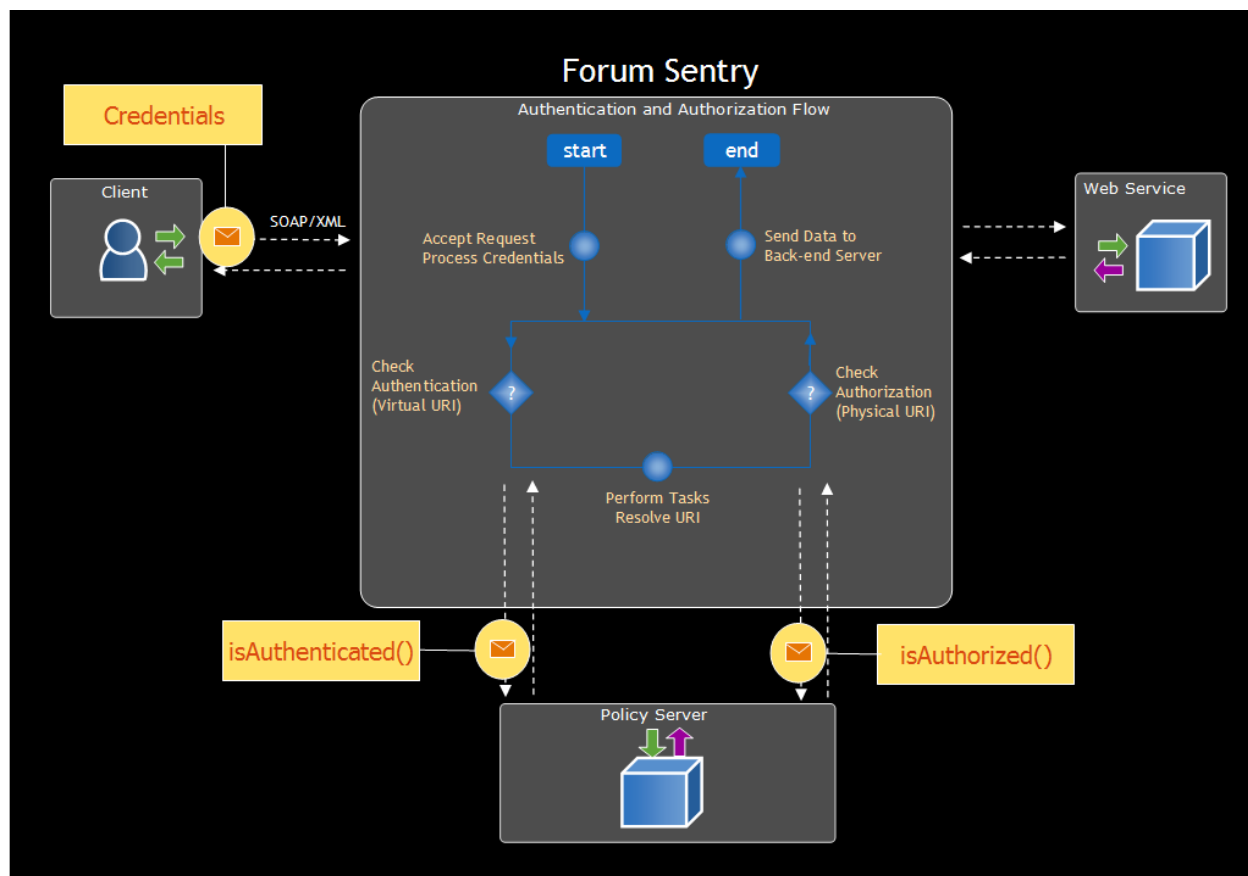 Forum Sentry
Authentication and Authorization Flow
Credentials
start
end
Client
Web Service
SOAP/XML
Accept Request
Process Credentials
Send Data to
Back-end Server
Check
Authentication
(Virtual URI)
?
?
Check
Authorization
(Physical URI)
Perform Tasks
Resolve URI
isAuthenticated()
isAuthorized()
Policy Server